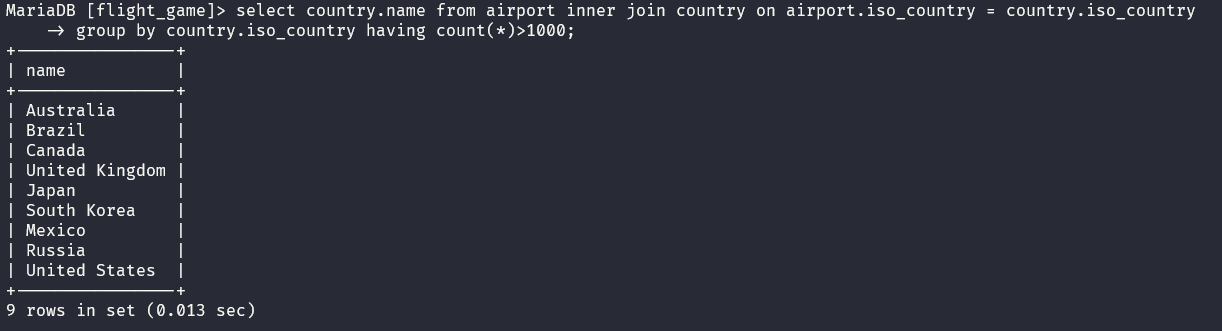 MariaDB [flight_game]> select country.name from airport inner join country on airport.iso_country = country.iso_country
    -> group by country.iso_country having count(*)>1000;
+----------------+
| name           |
+----------------+
| Australia      |
| Brazil         |
| Canada         |
| United Kingdom |
| Japan          |
| South Korea    |
| Mexico         |
| Russia         |
| United States  |
+----------------+
9 rows in set (0.013 sec)